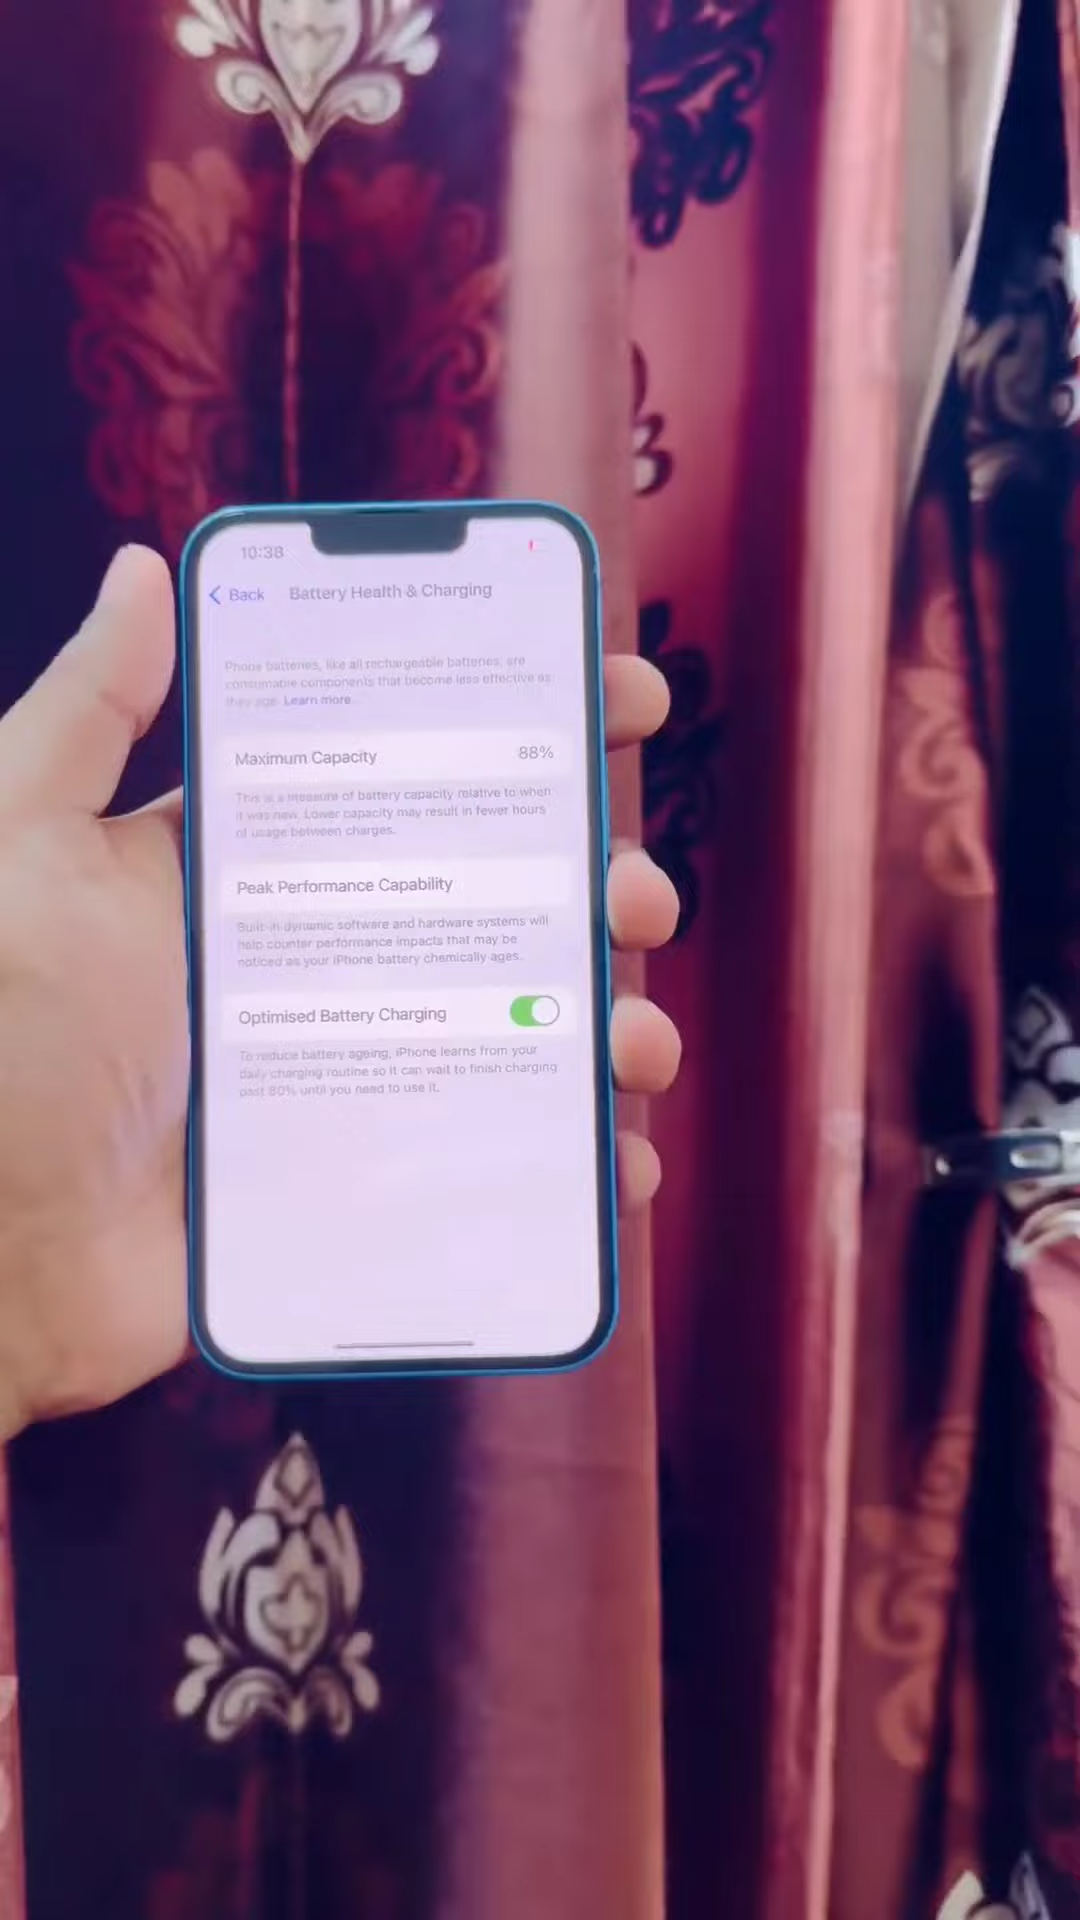 10:38
Back
Battery Health & Charging
Phone batteries, like all rechargeable batteries, are
consumable components that become less effective as
they age. Learn more...
Maximum Capacity
88%
This is a measure of battery capacity relative to when
it was new. Lower capacity may result in fewer hours
of usage between charges.
Peak Performance Capability
Built-in dynamic software and hardware systems will
help counter performance impacts that may be
noticed as your iPhone battery chemically ages.
Optimised Battery Charging
To reduce battery ageing, iPhone learns from your
daily charging routine so it can wait to finish charging
past 80% until you need to use it.